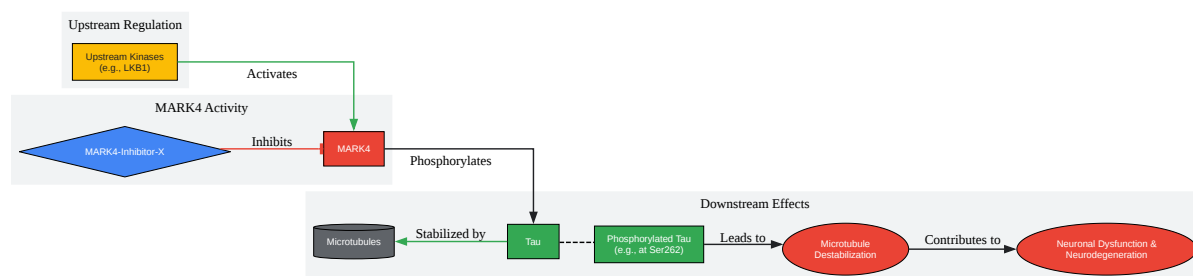 Upstream Regulation
Upstream Kinases
(e.g., LKB1)
Activates
MARK4 Activity
MARK4-Inhibitor-X
Inhibits
MARK4
Phosphorylates
Downstream Effects
Microtubules
Stabilized by
Tau
Phosphorylated Tau
(e.g., at Ser262)
Leads to
Microtubule
Destabilization
Contributes to
Neuronal Dysfunction &
Neurodegeneration